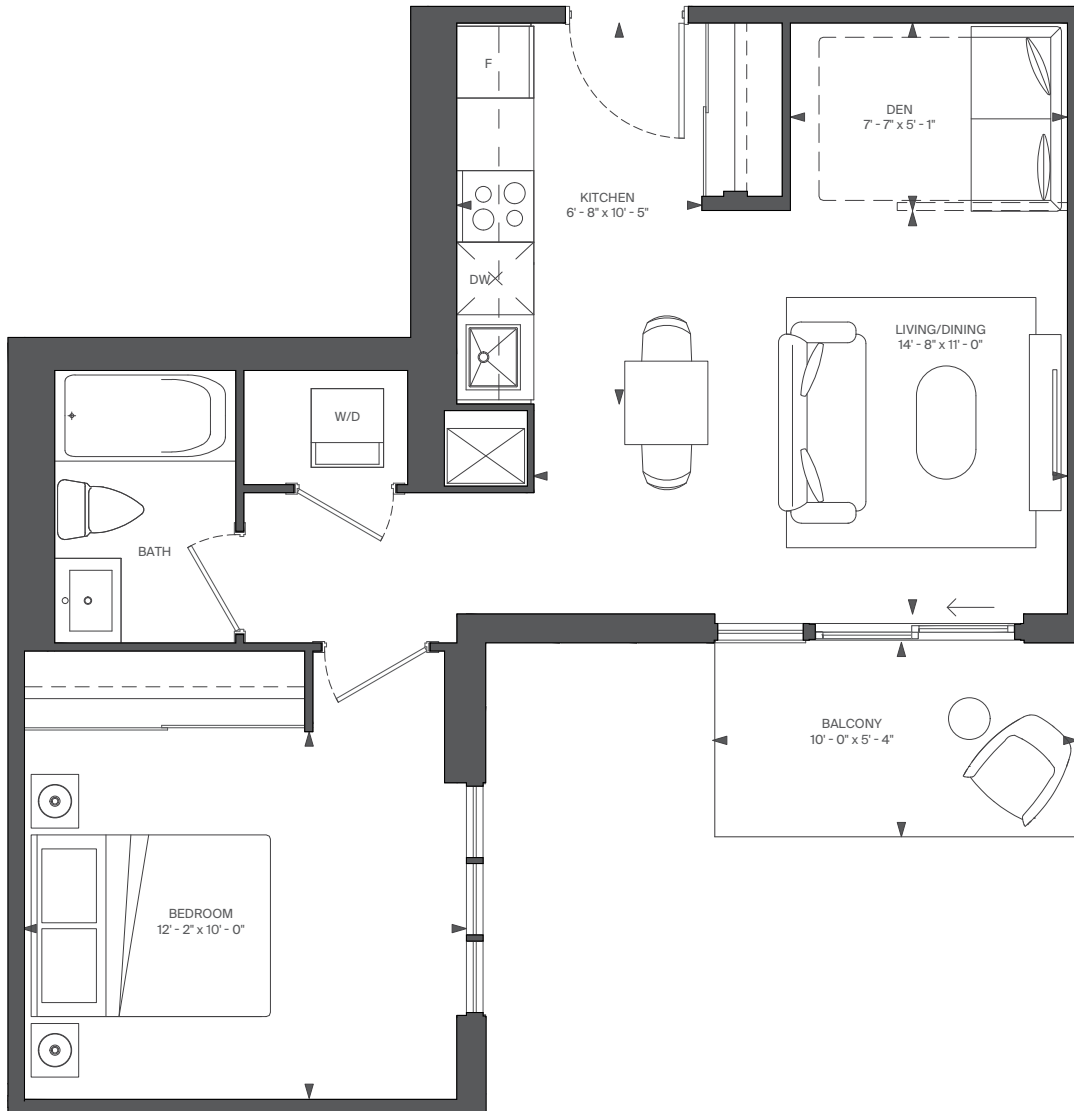 F
DEN
7' - 7" x 5' - 1"
KITCHEN
6' - 8" x 10' - 5"
DW
LIVING/DINING
14' - 8" x 11' - 0"
W/D
BATH
BALCONY
10' - 0" x 5' - 4"
BEDROOM
12' - 2" x 10' - 0"